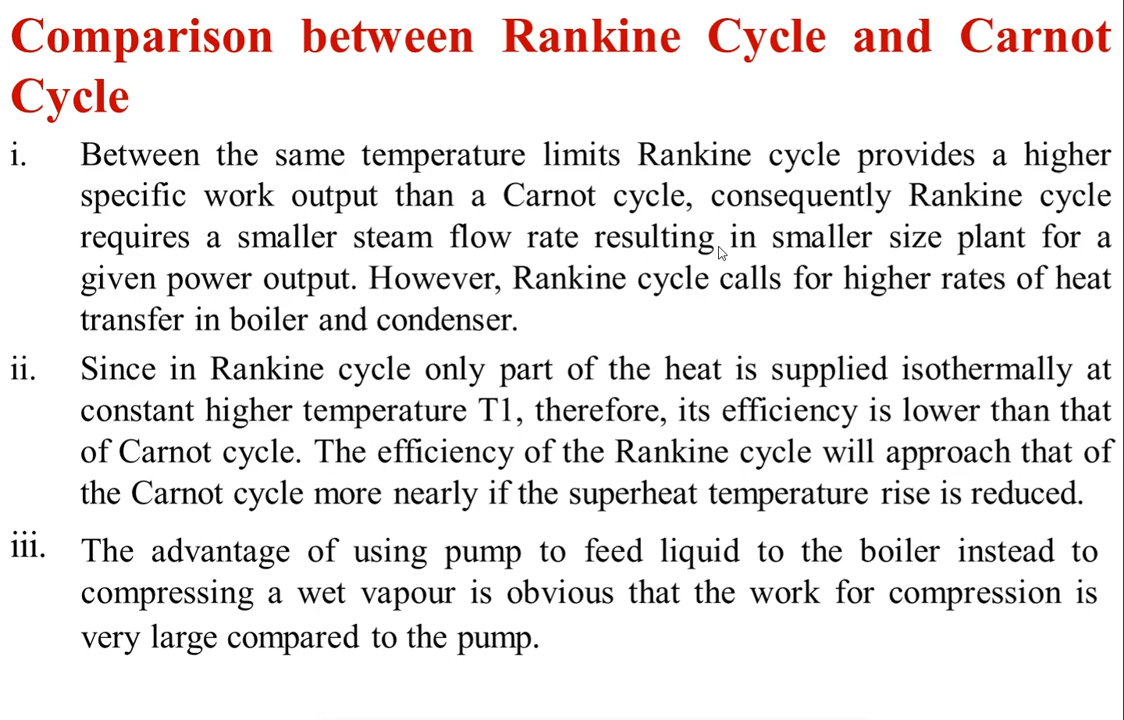 Comparison between Rankine Cycle and Carnot
Cycle
i. Between the same temperature limits Rankine cycle provides a higher
specific work output than a Carnot cycle, consequently Rankine cycle
requires a smaller steam flow rate resulting in smaller size plant for a
given power output. However, Rankine cycle calls for higher rates of heat
transfer in boiler and condenser.
ii. Since in Rankine cycle only part of the heat is supplied isothermally at
constant higher temperature T1, therefore, its efficiency is lower than that
of Carnot cycle. The efficiency of the Rankine cycle will approach that of
the Carnot cycle more nearly if the superheat temperature rise is reduced.
iii. The advantage of using pump to feed liquid to the boiler instead to
compressing a wet vapour is obvious that the work for compression is
very large compared to the pump.